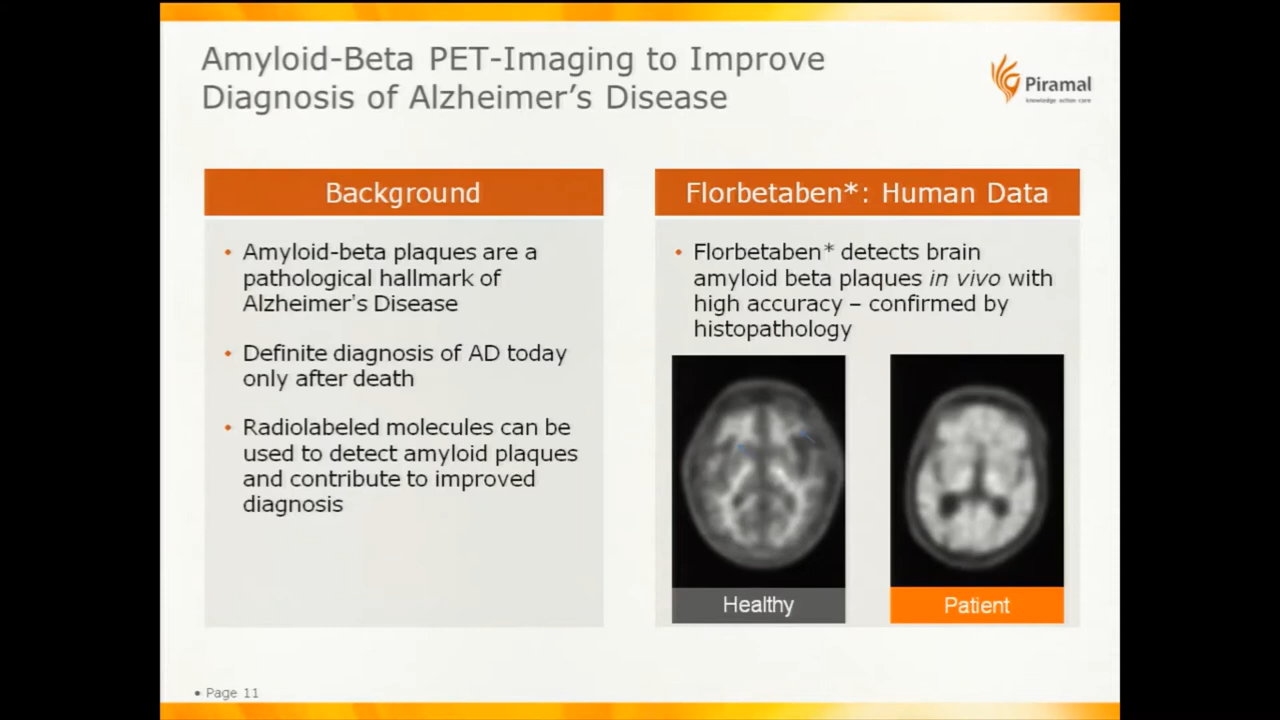 Amyloid-Beta PET-Imaging to Improve
Diagnosis of Alzheimer's Disease
Piramal
knowledge action care
Background
• Amyloid-beta plaques are a
pathological hallmark of
Alzheimer's Disease
• Definite diagnosis of AD today
only after death
• Radiolabeled molecules can be
used to detect amyloid plaques
and contribute to improved
diagnosis
Florbetaben*: Human Data
• Florbetaben* detects brain
amyloid beta plaques in vivo with
high accuracy – confirmed by
histopathology
Healthy
Patient
• Page 11